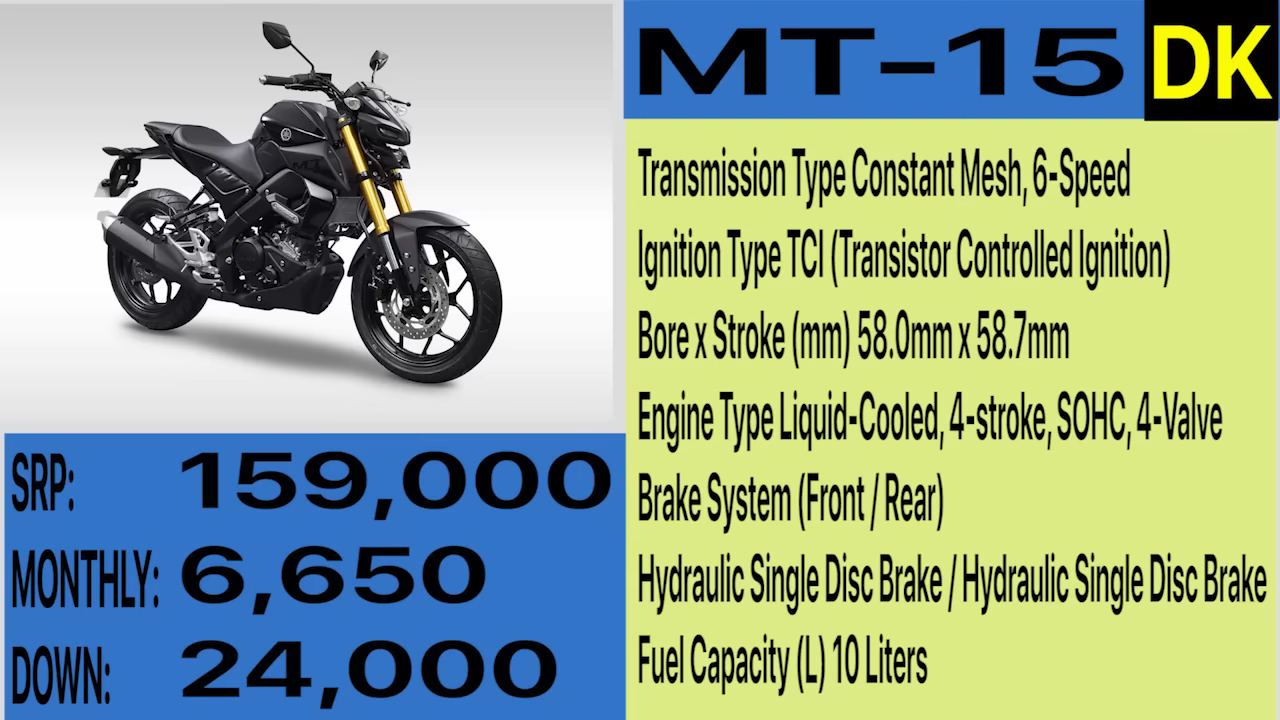 MT-15 DK
Transmission Type Constant Mesh, 6-Speed
Ignition Type TCI (Transistor Controlled Ignition)
Bore x Stroke (mm) 58.0mm x 58.7mm
Engine Type Liquid-Cooled, 4-stroke, SOHC, 4-Valve
Brake System (Front / Rear)
Hydraulic Single Disc Brake / Hydraulic Single Disc Brake
Fuel Capacity (L) 10 Liters
SRP: 159,000
MONTHLY: 6,650
DOWN: 24,000
MT